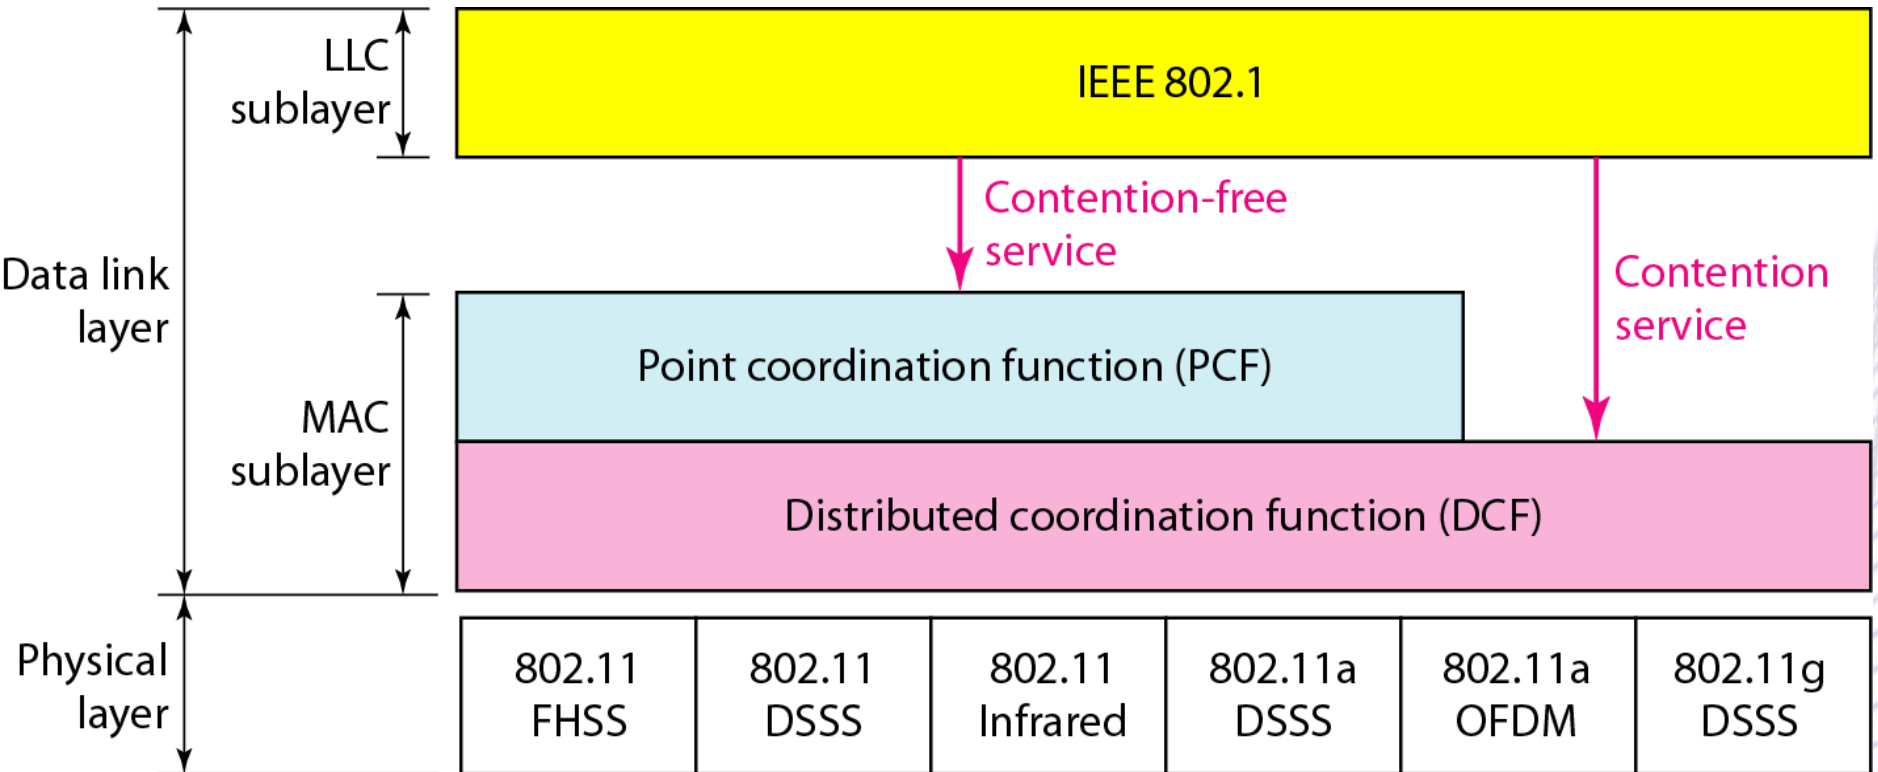 LLC
sublayer
IEEE 802.1
Contention-free
service
Contention
service
Data link
layer
Point coordination function (PCF)
MAC
sublayer
Distributed coordination function (DCF)
Physical
layer
802.11
FHSS
802.11
DSSS
802.11
Infrared
802.11a
DSSS
802.11a
OFDM
802.11g
DSSS